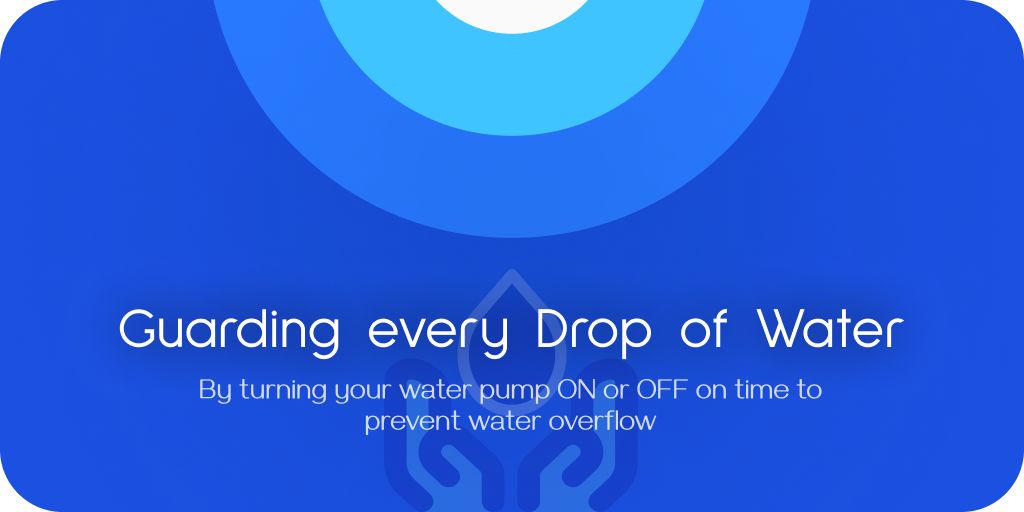 Guarding every Drop of Water
By turning your water pump ON or OFF on time to
prevent water overflow